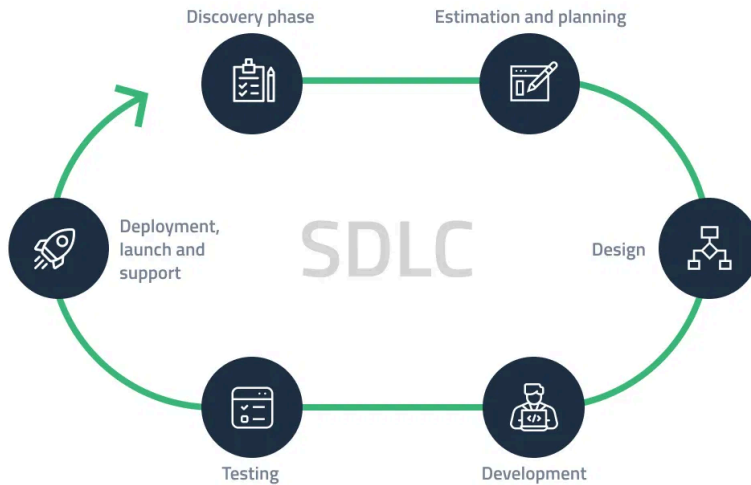 Discovery phase
Estimation and planning
Design
Development
Testing
Deployment,
launch and
support
SDLC
</>